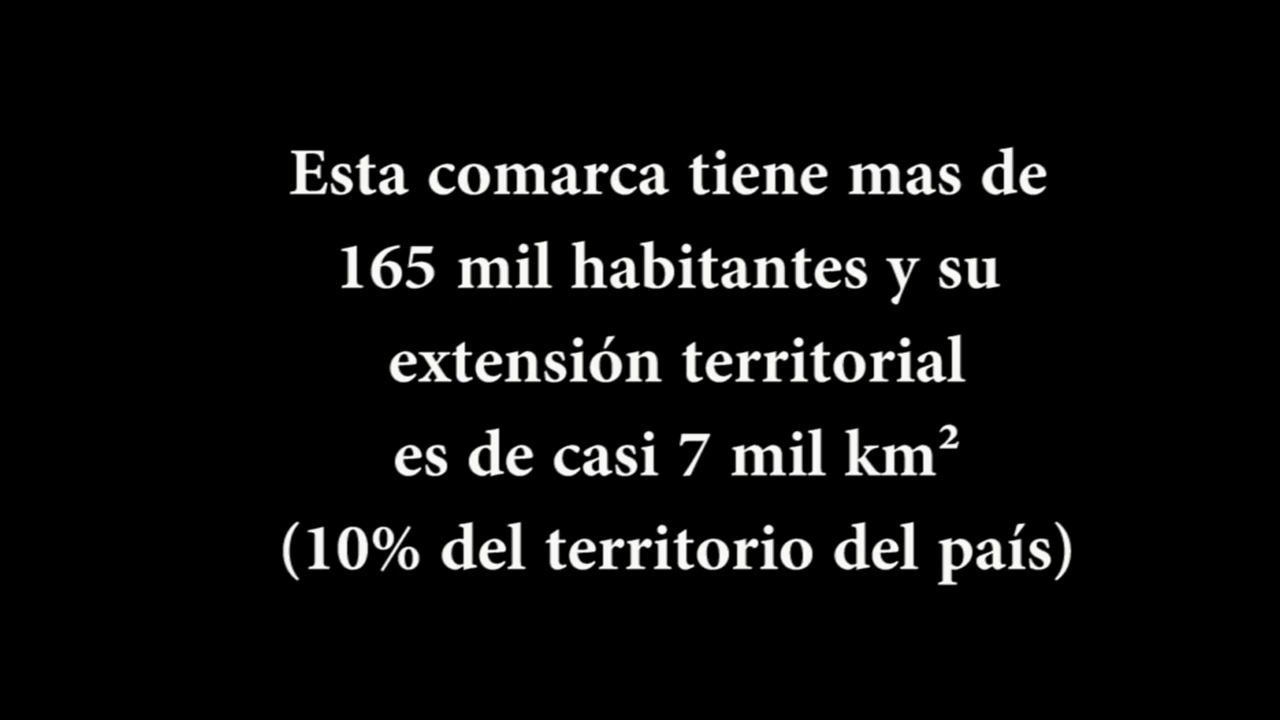 Esta comarca tiene mas de
165 mil habitantes y su
extensión territorial
es de casi 7 mil km²
(10% del territorio del país)